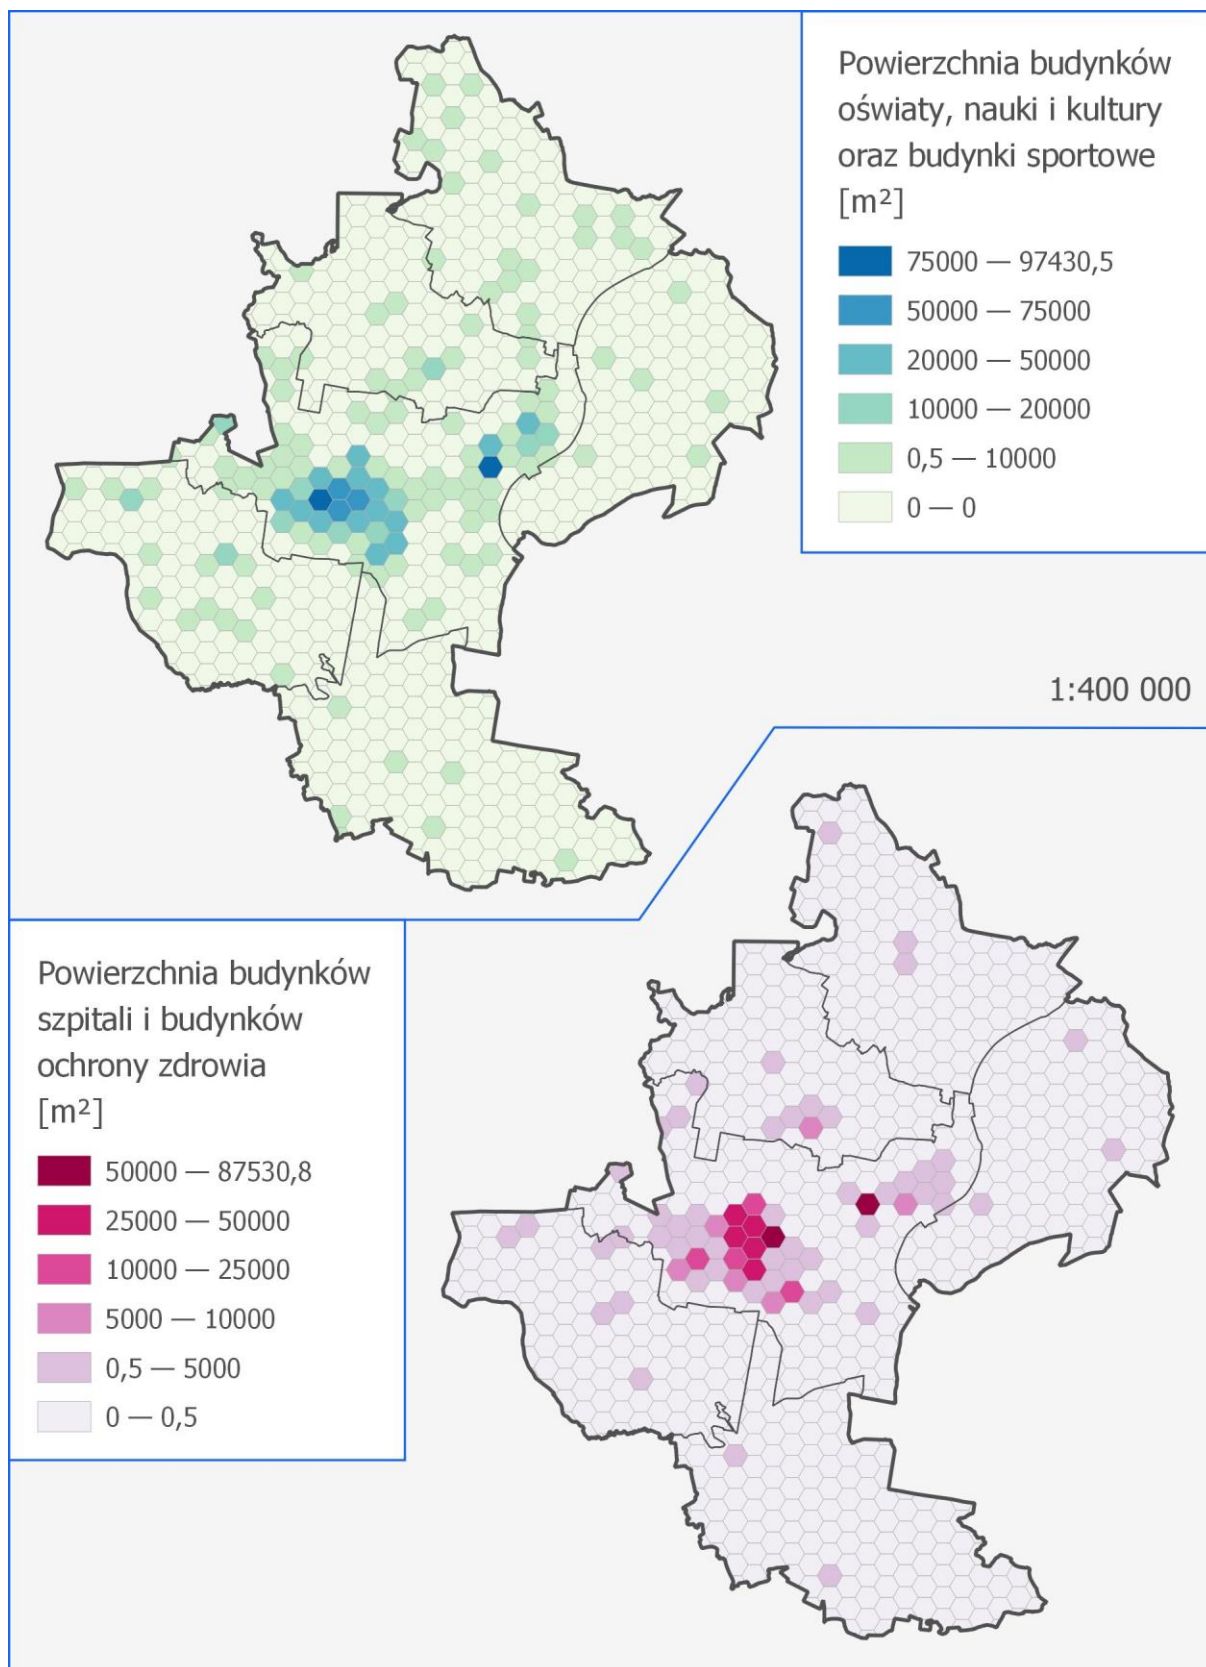 Powierzchnia budynków
oświaty, nauki i kultury
oraz budynki sportowe
[m²]
75000 — 97430,5
50000 — 75000
20000 — 50000
10000 — 20000
0,5 — 10000
0 — 0
1:400 000
Powierzchnia budynków
szpitali i budynków
ochrony zdrowia
[m²]
50000 — 87530,8
25000 — 50000
10000 — 25000
5000 — 10000
0,5 — 5000
0 — 0,5